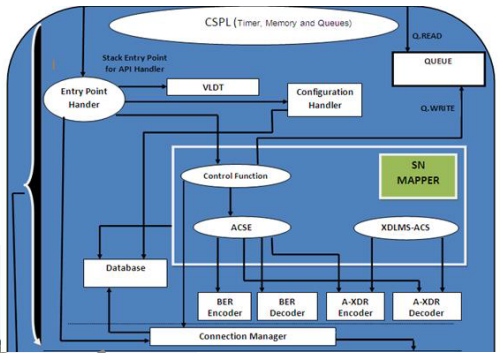 CSPL (Timer, Memory and Queues)
Q.READ
Stack Entry Point
for API Handler
QUEUE
Entry Point
Hander
VLDT
Configuration
Handler
Q.WRITE
SN
MAPPER
Control Function
ACSE
XDLMS-ACS
Database
BER
Encoder
BER
Decoder
A-XDR
Encoder
A-XDR
Decoder
Connection Manager